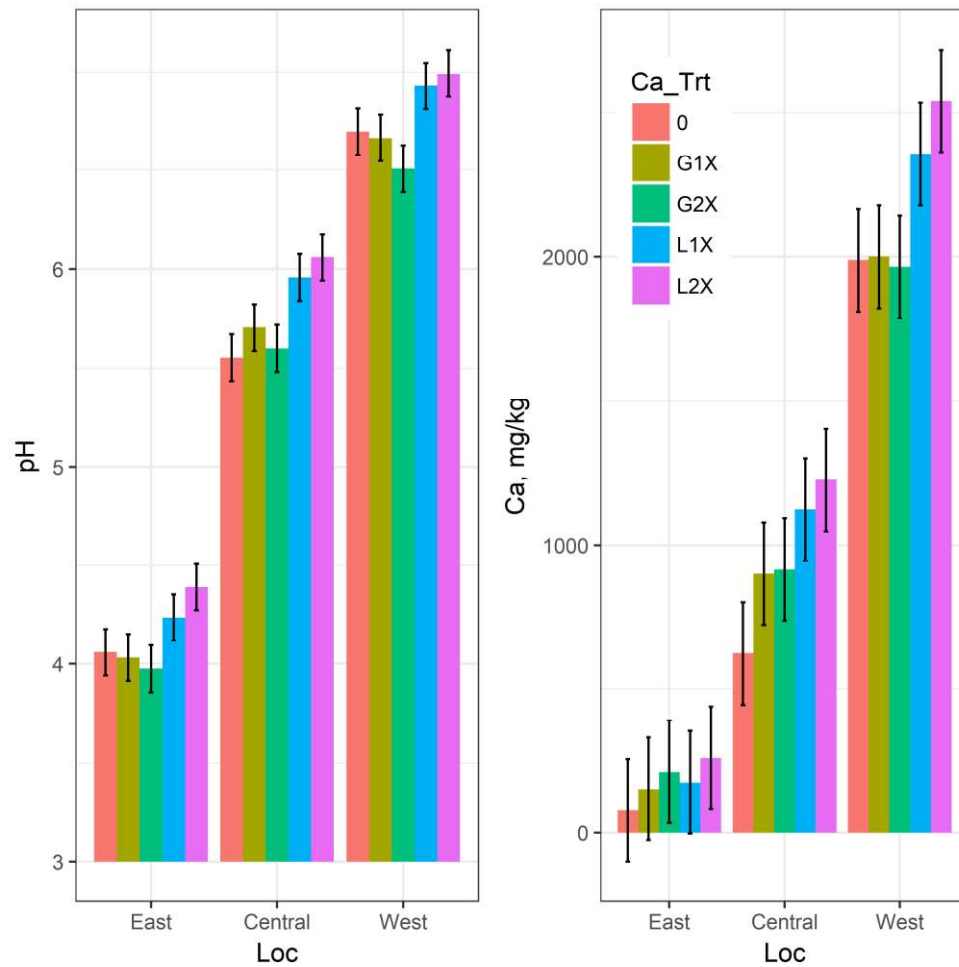 pH
6
5
4
3
East Central West
Loc
Ca, mg/kg
2000
1000
0
Ca_Trt
0
G1X
G2X
L1X
L2X
East Central West
Loc